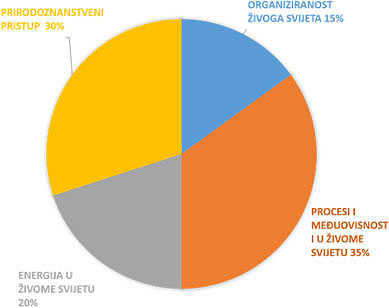 PRIRODOZNANSTVENI
PRISTUP 30%
ORGANIZIRANOST
ŽIVOGA SVIJETA 15%
PROCESI I
MEĐUOVISNOST
I U ŽIVOME
SVIJETU 35%
ENERGIJA U
ŽIVOME SVIJETU
20%